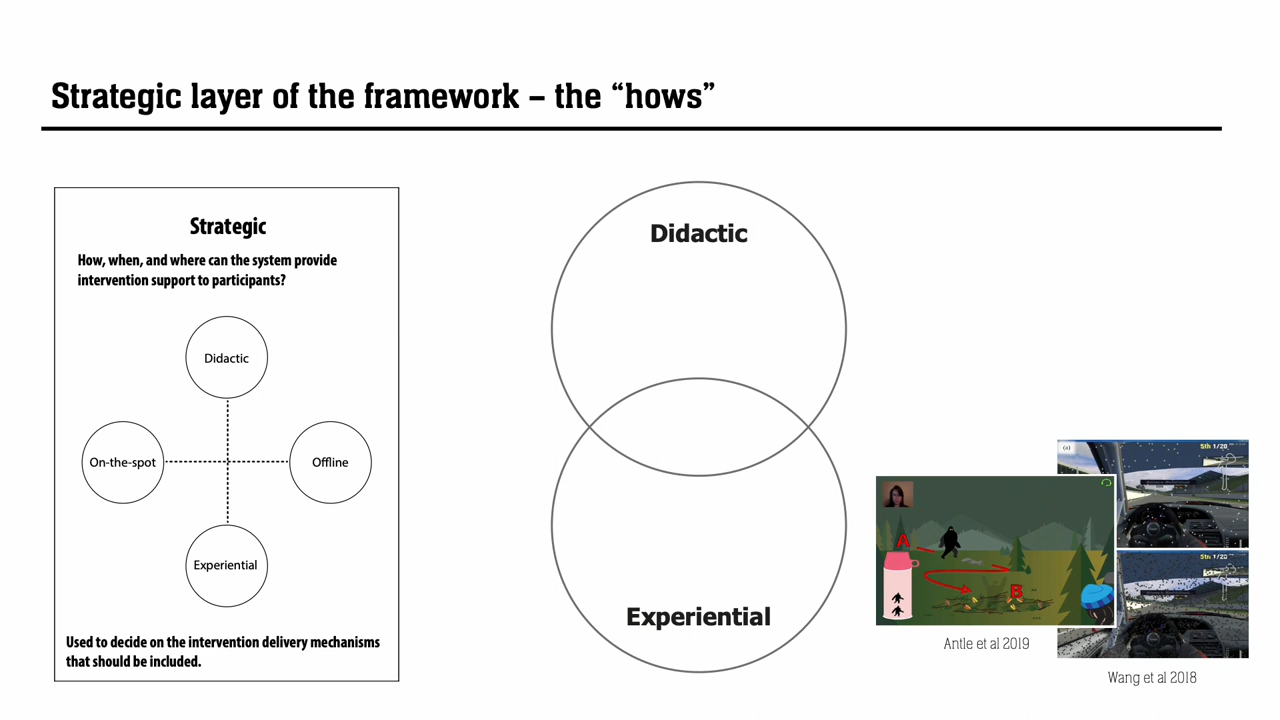 Strategic layer of the framework – the “hows”
Strategic
How, when, and where can the system provide
intervention support to participants?
Didactic
On-the-spot
Offline
Experiential
Used to decide on the intervention delivery mechanisms
that should be included.
Didactic
Experiential
A
B
Antle et al 2019
(a)
5th 1/20
5th 1/20
Wang et al 2018